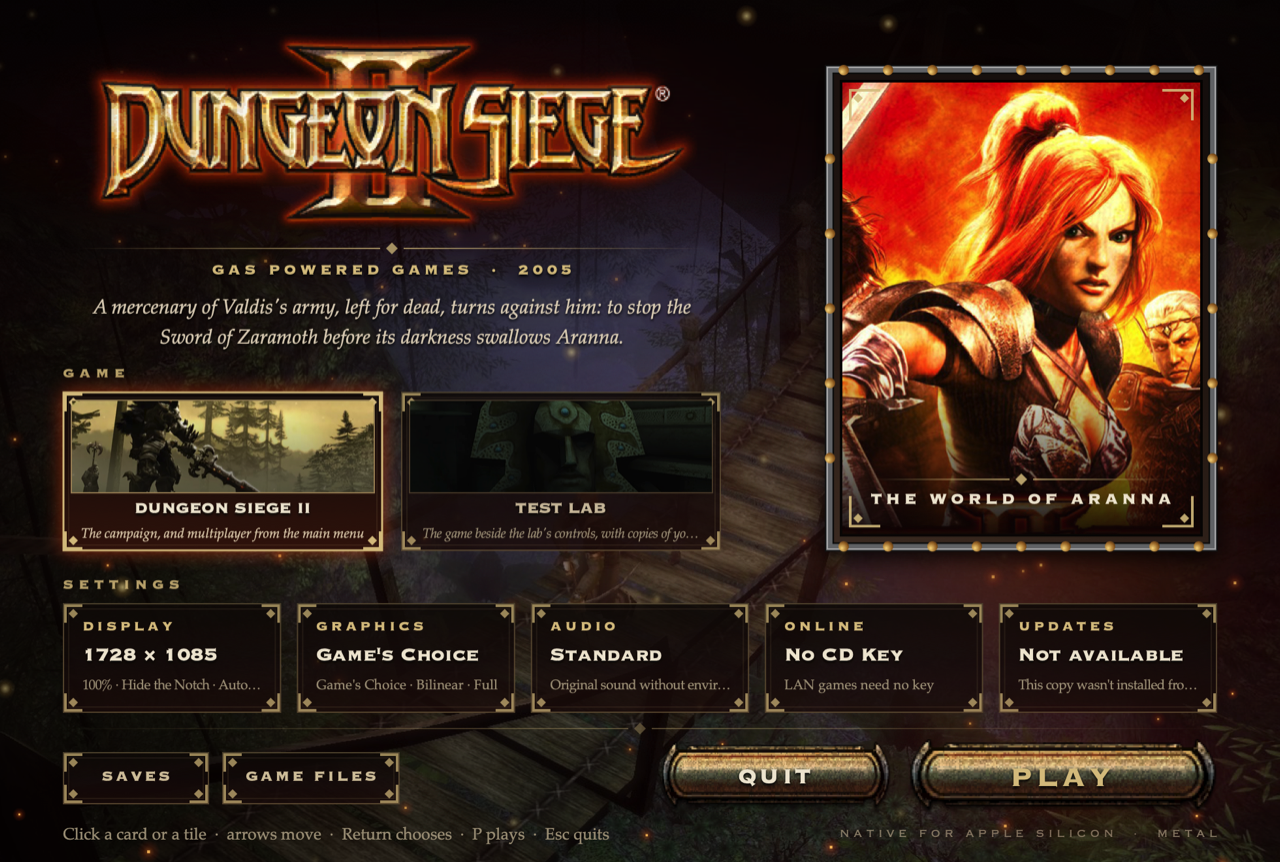 DUNGEON SIEGE®
II
GAS POWERED GAMES · 2005
A mercenary of Valdis's army, left for dead, turns against him: to stop the
Sword of Zaramoth before its darkness swallows Aranna.
GAME
DUNGEON SIEGE II
The campaign, and multiplayer from the main menu
TEST LAB
The game beside the lab's controls, with copies of yo…
THE WORLD OF ARANNA
SETTINGS
DISPLAY
1728 × 1085
100% · Hide the Notch · Auto…
GRAPHICS
GAME'S CHOICE
Game's Choice · Bilinear · Full
AUDIO
STANDARD
Original sound without envir…
ONLINE
NO CD KEY
LAN games need no key
UPDATES
NOT AVAILABLE
This copy wasn't installed fro…
SAVES
GAME FILES
QUIT
PLAY
Click a card or a tile · arrows move · Return chooses · P plays · Esc quits
NATIVE FOR APPLE SILICON · METAL